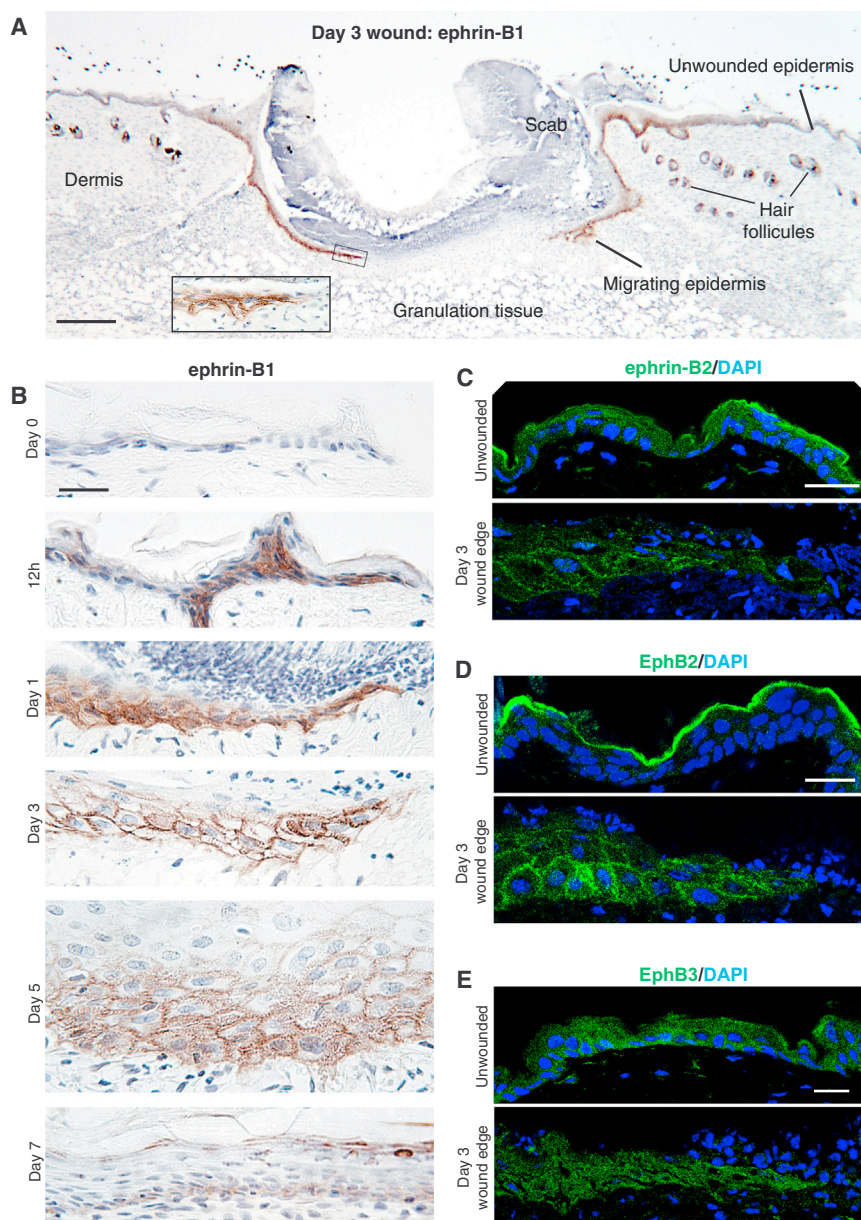 A
Day 3 wound: ephrin-B1
Unwounded epidermis
Scab
Dermis
Hair
follicules
Migrating epidermis
Granulation tissue
B
ephrin-B1
Day 0
12h
Day 1
Day 3
Day 5
Day 7
C
ephrin-B2/DAPI
Unwounded
Day 3
wound edge
D
EphB2/DAPI
Unwounded
Day 3
wound edge
E
EphB3/DAPI
Unwounded
Day 3
wound edge